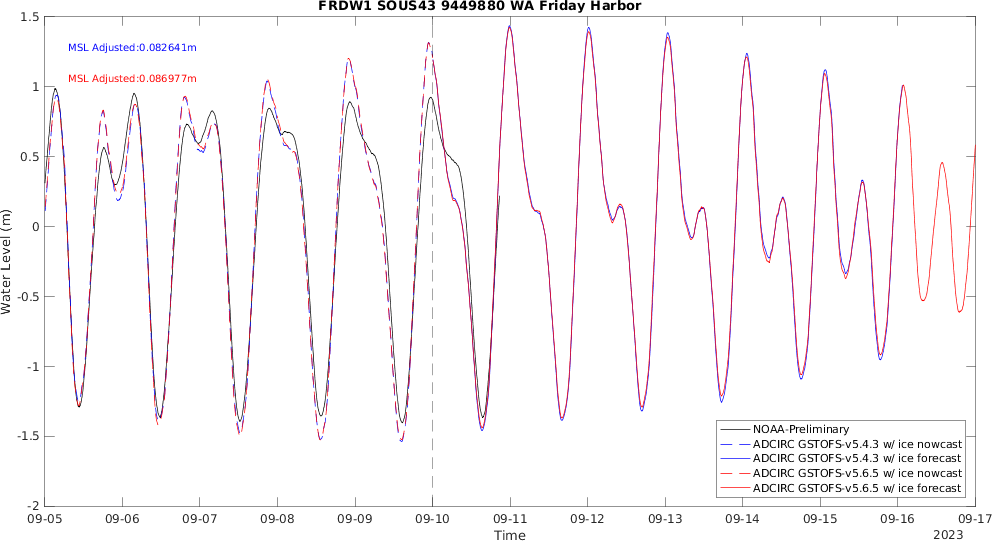 FRDW1 SOUS43 9449880 WA Friday Harbor
MSL Adjusted:0.082641m
MSL Adjusted:0.086977m
Water Level (m)
1.5
1
0.5
0
-0.5
-1
-1.5
-2
NOAA-Preliminary
ADCIRC GSTOFS-v5.4.3 w/ ice nowcast
ADCIRC GSTOFS-v5.4.3 w/ ice forecast
ADCIRC GSTOFS-v5.6.5 w/ ice nowcast
ADCIRC GSTOFS-v5.6.5 w/ ice forecast
09-05 09-06 09-07 09-08 09-09 09-10 09-11 09-12 09-13 09-14 09-15 09-16 09-17
Time
2023